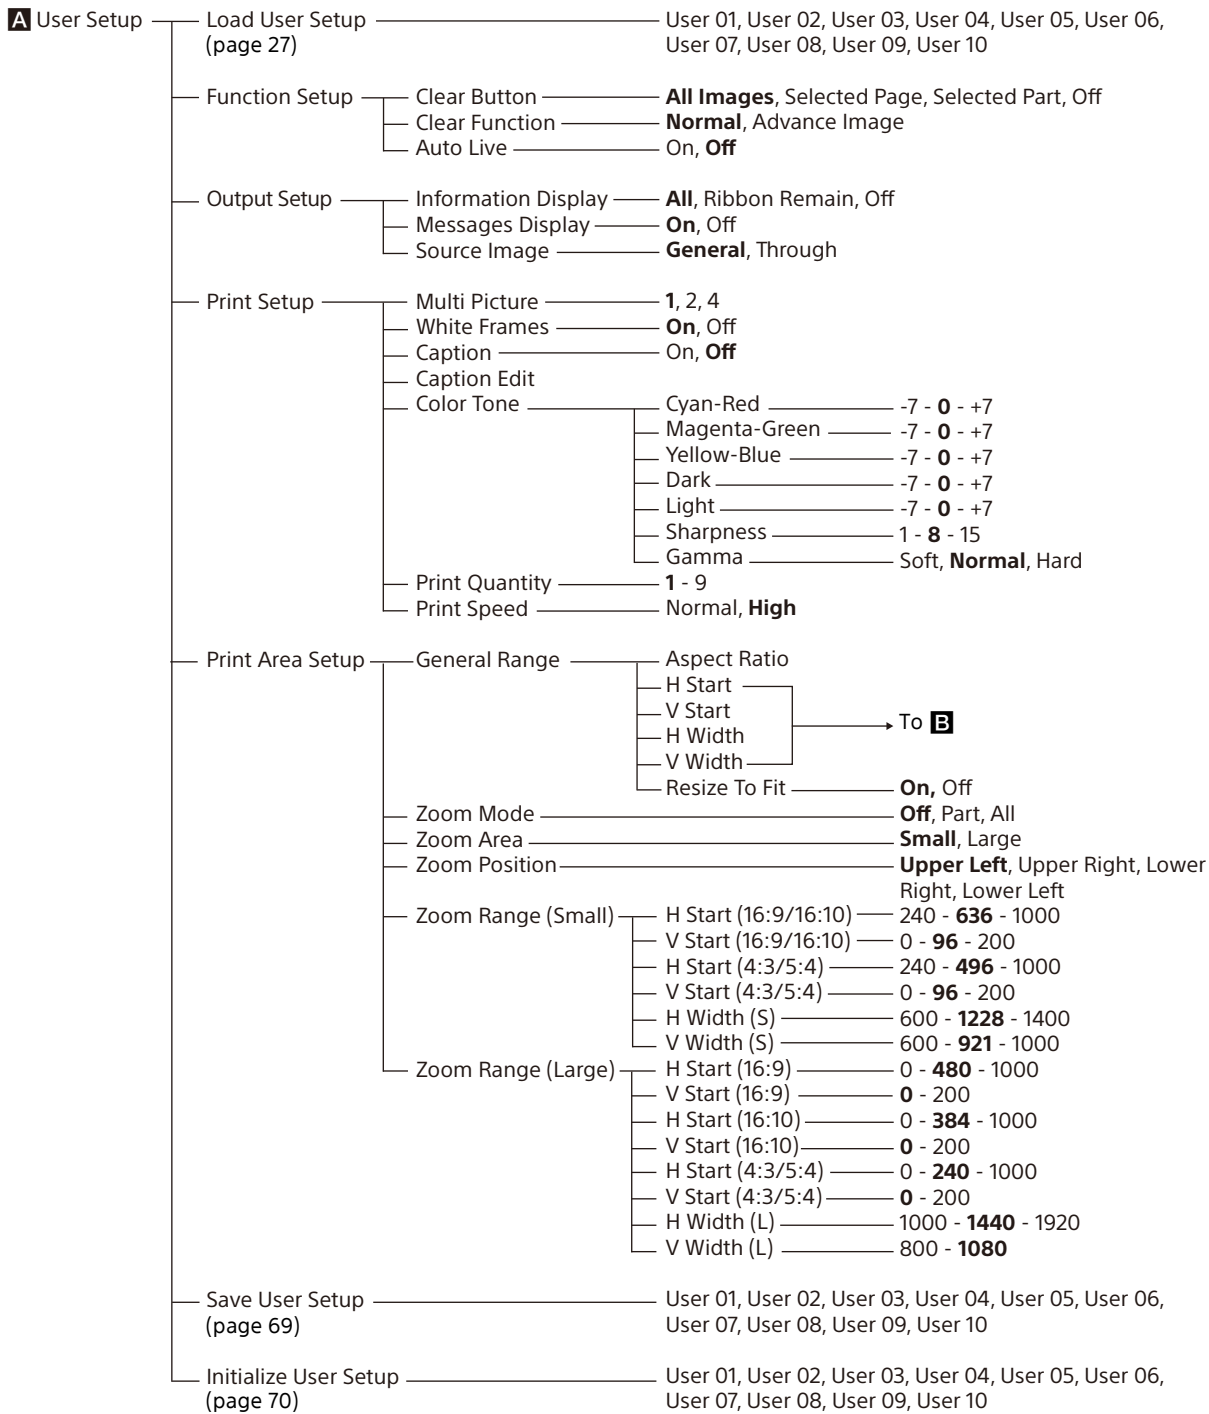 A User Setup Load User Setup User 01, User 02, User 03, User 04, User 05, User 06,
(page 27) User 07, User 08, User 09, User 10
Function Setup Clear Button All Images, Selected Page, Selected Part, Off
Clear Function Normal, Advance Image
Auto Live On, Off
Output Setup Information Display All, Ribbon Remain, Off
Messages Display On, Off
Source Image General, Through
Print Setup Multi Picture 1, 2, 4
White Frames On, Off
Caption On, Off
Caption Edit
Color Tone Cyan-Red -7 - 0 - +7
Magenta-Green -7 - 0 - +7
Yellow-Blue -7 - 0 - +7
Dark -7 - 0 - +7
Light -7 - 0 - +7
Sharpness 1 - 8 - 15
Gamma Soft, Normal, Hard
Print Quantity 1 - 9
Print Speed Normal, High
Print Area Setup General Range Aspect Ratio
H Start
V Start To B
H Width
V Width
Resize To Fit On, Off
Zoom Mode Off, Part, All
Zoom Area Small, Large
Zoom Position Upper Left, Upper Right, Lower
Right, Lower Left
Zoom Range (Small) H Start (16:9/16:10) 240 - 636 - 1000
V Start (16:9/16:10) 0 - 96 - 200
H Start (4:3/5:4) 240 - 496 - 1000
V Start (4:3/5:4) 0 - 96 - 200
H Width (S) 600 - 1228 - 1400
V Width (S) 600 - 921 - 1000
Zoom Range (Large) H Start (16:9) 0 - 480 - 1000
V Start (16:9) 0 - 200
H Start (16:10) 0 - 384 - 1000
V Start (16:10) 0 - 200
H Start (4:3/5:4) 0 - 240 - 1000
V Start (4:3/5:4) 0 - 200
H Width (L) 1000 - 1440 - 1920
V Width (L) 800 - 1080
Save User Setup User 01, User 02, User 03, User 04, User 05, User 06,
(page 69) User 07, User 08, User 09, User 10
Initialize User Setup User 01, User 02, User 03, User 04, User 05, User 06,
(page 70) User 07, User 08, User 09, User 10